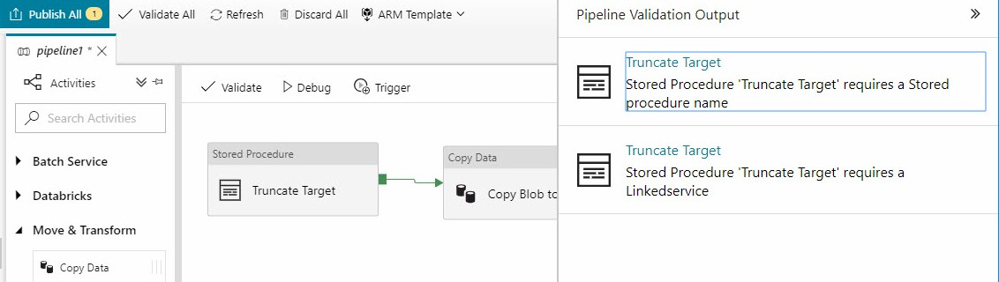 Publish All 1 Validate All Refresh Discard All ARM Template
Pipeline Validation Output
pipeline1 *
Activities
Search Activities
Batch Service
Databricks
Move & Transform
Copy Data
Validate Debug Trigger
Stored Procedure
Truncate Target
Copy Data
Copy Blob to
Truncate Target
Stored Procedure 'Truncate Target' requires a Stored
procedure name
Truncate Target
Stored Procedure 'Truncate Target' requires a
Linkedservice